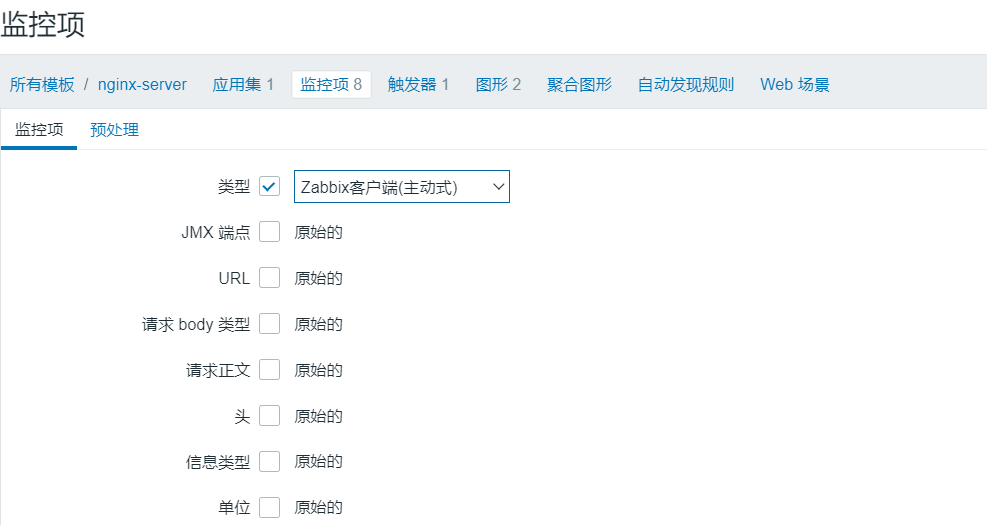 监控项
所有模板 / nginx-server 应用集 1 监控项 8 触发器 1 图形 2 聚合图形 自动发现规则 Web 场景
监控项 预处理
类型 Zabbix客户端(主动式)
JMX 端点 原始的
URL 原始的
请求 body 类型 原始的
请求正文 原始的
头 原始的
信息类型 原始的
单位 原始的